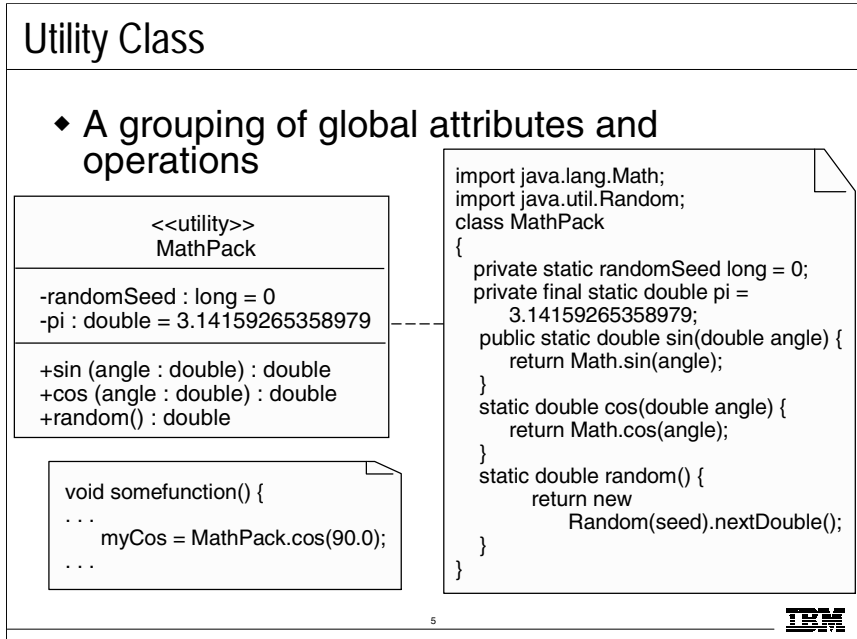 Utility Class
◆ A grouping of global attributes and
operations
<<utility>>
MathPack
-randomSeed : long = 0
-pi : double = 3.14159265358979
+sin (angle : double) : double
+cos (angle : double) : double
+random() : double
void somefunction() {
. . .
myCos = MathPack.cos(90.0);
. . .
import java.lang.Math;
import java.util.Random;
class MathPack
{
private static randomSeed long = 0;
private final static double pi =
3.14159265358979;
public static double sin(double angle) {
return Math.sin(angle);
}
static double cos(double angle) {
return Math.cos(angle);
}
static double random() {
return new
Random(seed).nextDouble();
}
}
5
IBM